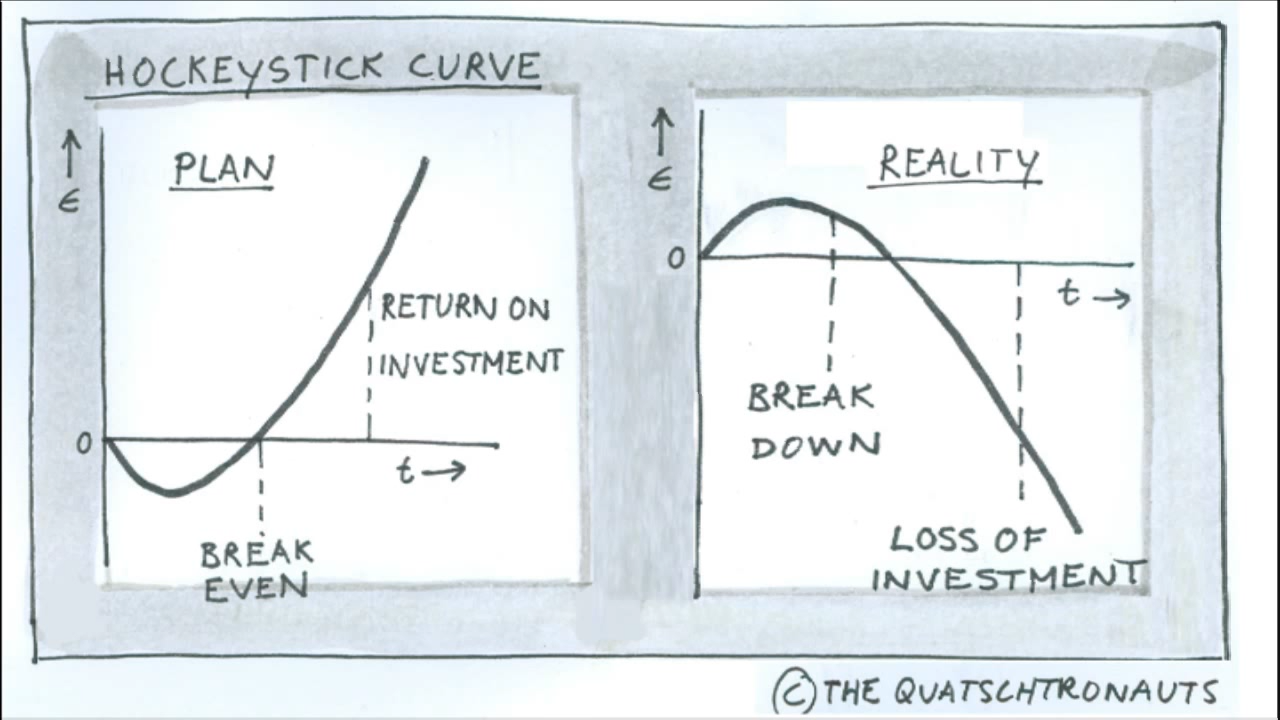 HOCKEYSTICK CURVE
PLAN
€
0
t →
RETURN ON
INVESTMENT
BREAK
EVEN
REALITY
€
0
t →
BREAK
DOWN
LOSS OF
INVESTMENT
© THE QUATSCHTRONAUTS